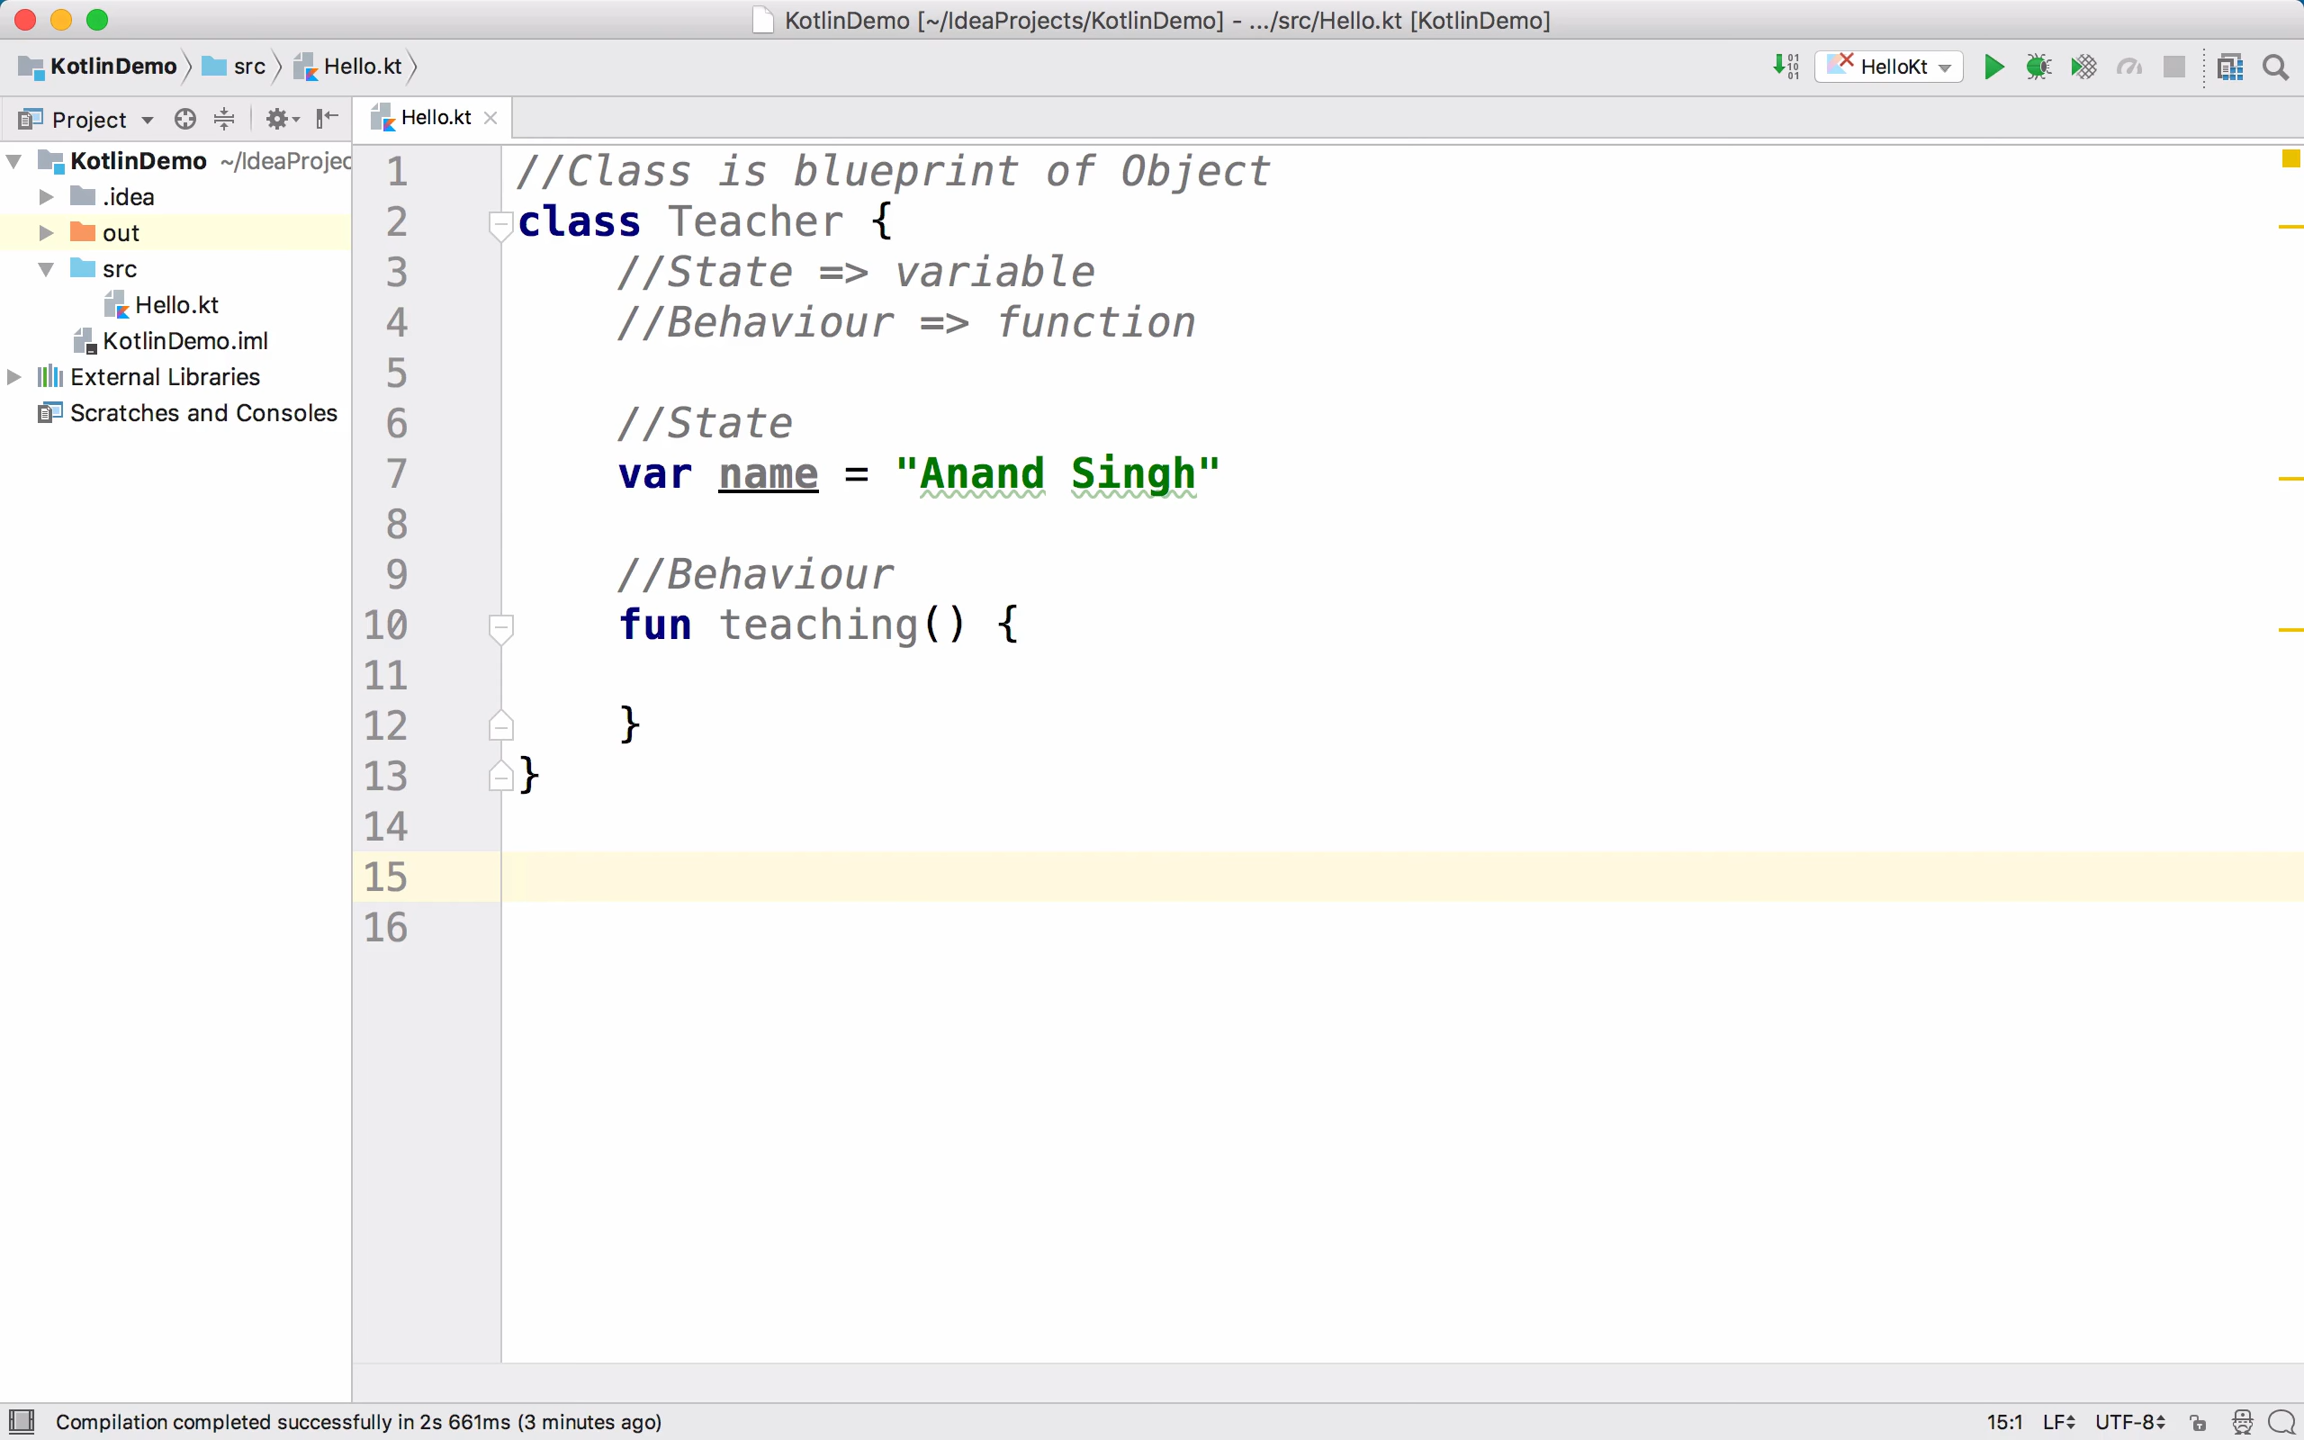 KotlinDemo [~/IdeaProjects/KotlinDemo] - .../src/Hello.kt [KotlinDemo]
KotlinDemo src Hello.kt
HelloKt
Project
Hello.kt
KotlinDemo ~/IdeaProjec
.idea
out
src
Hello.kt
KotlinDemo.iml
External Libraries
Scratches and Consoles
1 //Class is blueprint of Object
2 class Teacher {
3 //State => variable
4 //Behaviour => function
5
6 //State
7 var name = "Anand Singh"
8
9 //Behaviour
10 fun teaching() {
11
12 }
13 }
14
15
16
Compilation completed successfully in 2s 661ms (3 minutes ago)
15:1 LF UTF-8